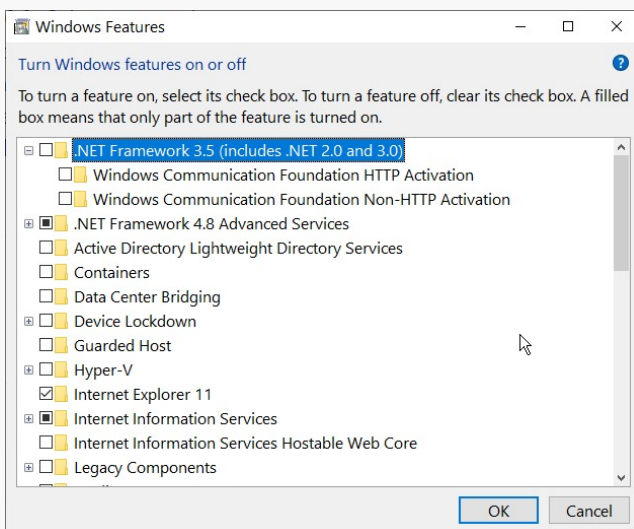 Windows Features
Turn Windows features on or off
To turn a feature on, select its check box. To turn a feature off, clear its check box. A filled
box means that only part of the feature is turned on.
.NET Framework 3.5 (includes .NET 2.0 and 3.0)
Windows Communication Foundation HTTP Activation
Windows Communication Foundation Non-HTTP Activation
.NET Framework 4.8 Advanced Services
Active Directory Lightweight Directory Services
Containers
Data Center Bridging
Device Lockdown
Guarded Host
Hyper-V
Internet Explorer 11
Internet Information Services
Internet Information Services Hostable Web Core
Legacy Components
OK Cancel